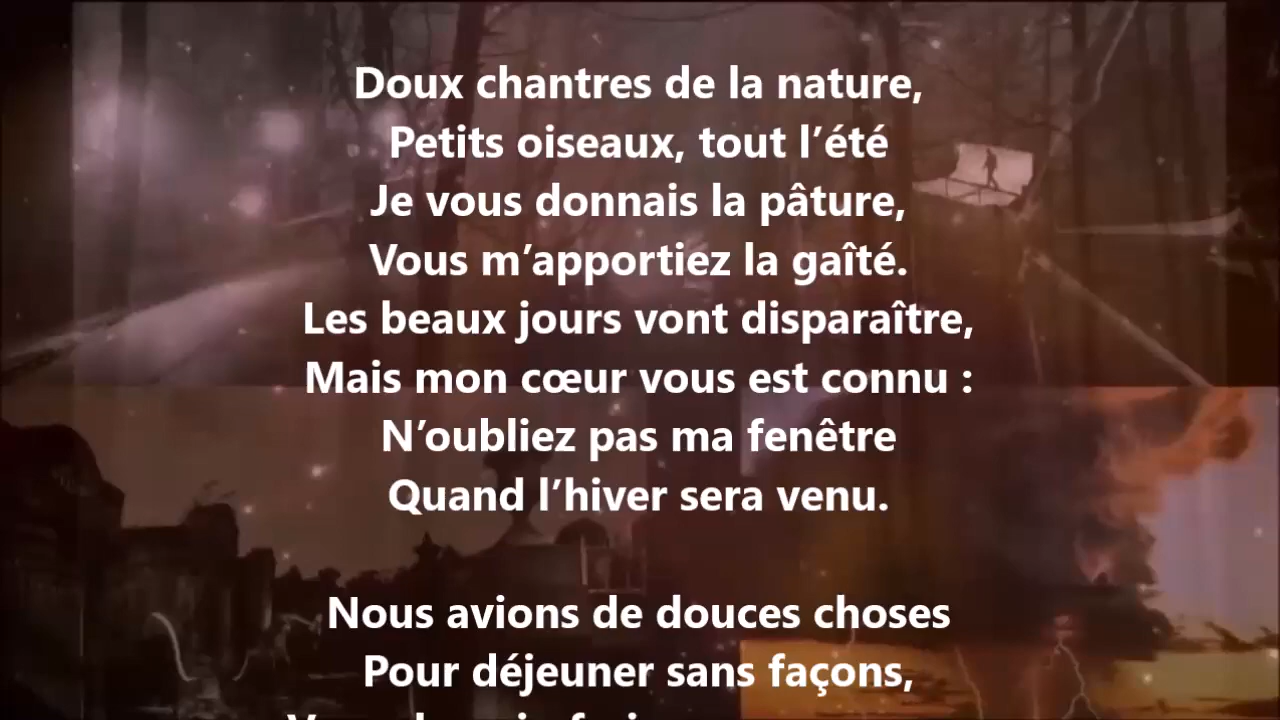 Doux chantres de la nature,
Petits oiseaux, tout l’été
Je vous donnais la pâture,
Vous m’apportiez la gaîté.
Les beaux jours vont disparaître,
Mais mon cœur vous est connu :
N’oubliez pas ma fenêtre
Quand l’hiver sera venu.
Nous avions de douces choses
Pour déjeuner sans façons,